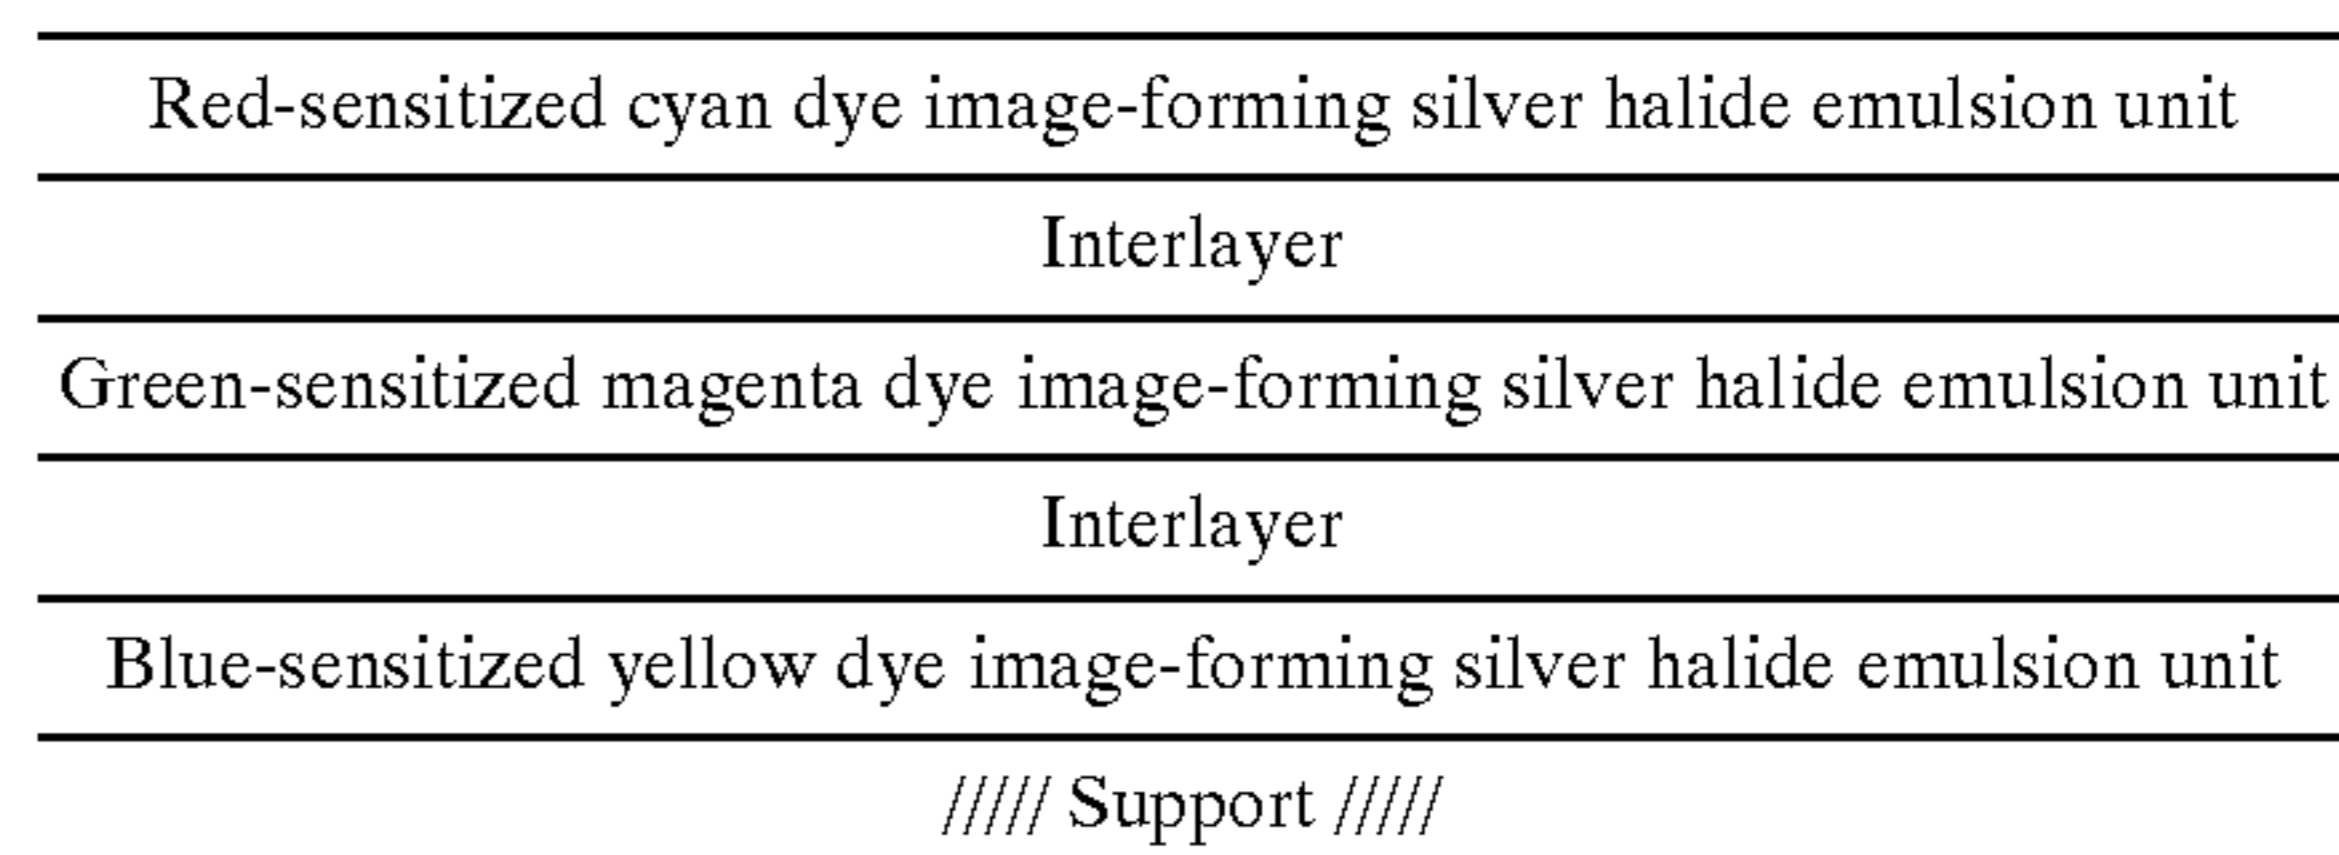 Red-sensitized cyan dye image-forming silver halide emulsion unit
Interlayer
Green-sensitized magenta dye image-forming silver halide emulsion unit
Interlayer
Blue-sensitized yellow dye image-forming silver halide emulsion unit
///// Support /////